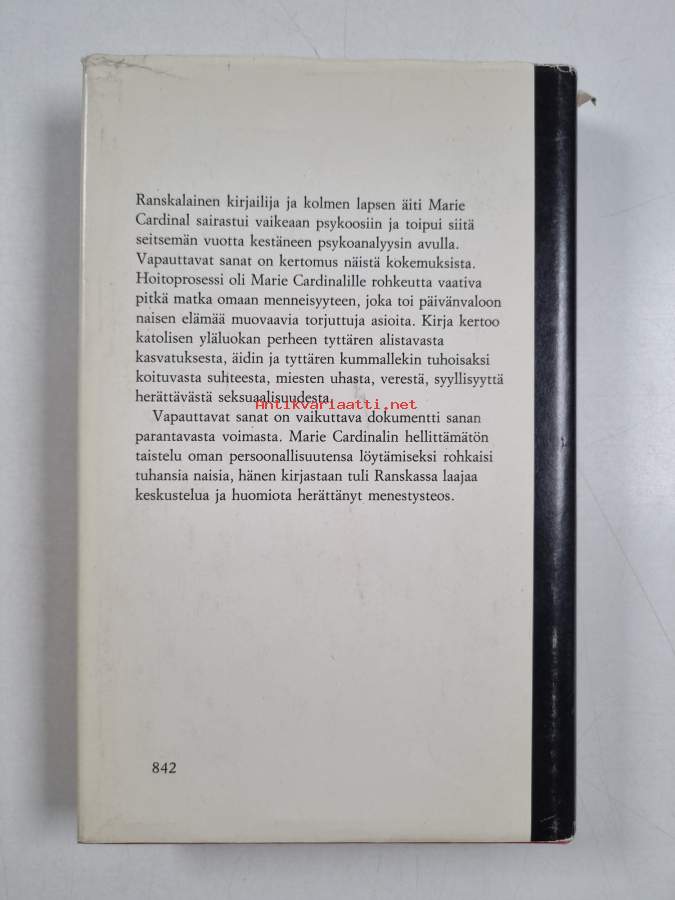 Ranskalainen kirjailija ja kolmen lapsen äiti Marie
Cardinal sairastui vaikeaan psykoosiin ja toipui siitä
seitsemän vuotta kestäneen psykoanalyysin avulla.
Vapauttavat sanat on kertomus näistä kokemuksista.
Hoitoprosessi oli Marie Cardinalille rohkeutta vaativa
pitkä matka omaan menneisyyteen, joka toi päivänvaloon
naisen elämää muovaavia torjuttuja asioita. Kirja kertoo
katolisen yläluokan perheen tyttären alistavasta
kasvatuksesta, äidin ja tyttären kummallekin tuhoisaksi
koituvasta suhteesta, miesten uhasta, verestä, syyllisyyttä
herättävästä seksuaalisuudesta.
Antikvariaatti.net
Vapauttavat sanat on vaikuttava dokumentti sanan
parantavasta voimasta. Marie Cardinalin hellittämätön
taistelu oman persoonallisuutensa löytämiseksi rohkaisi
tuhansia naisia, hänen kirjastaan tuli Ranskassa laajaa
keskustelua ja huomiota herättänyt menestysteos.
842